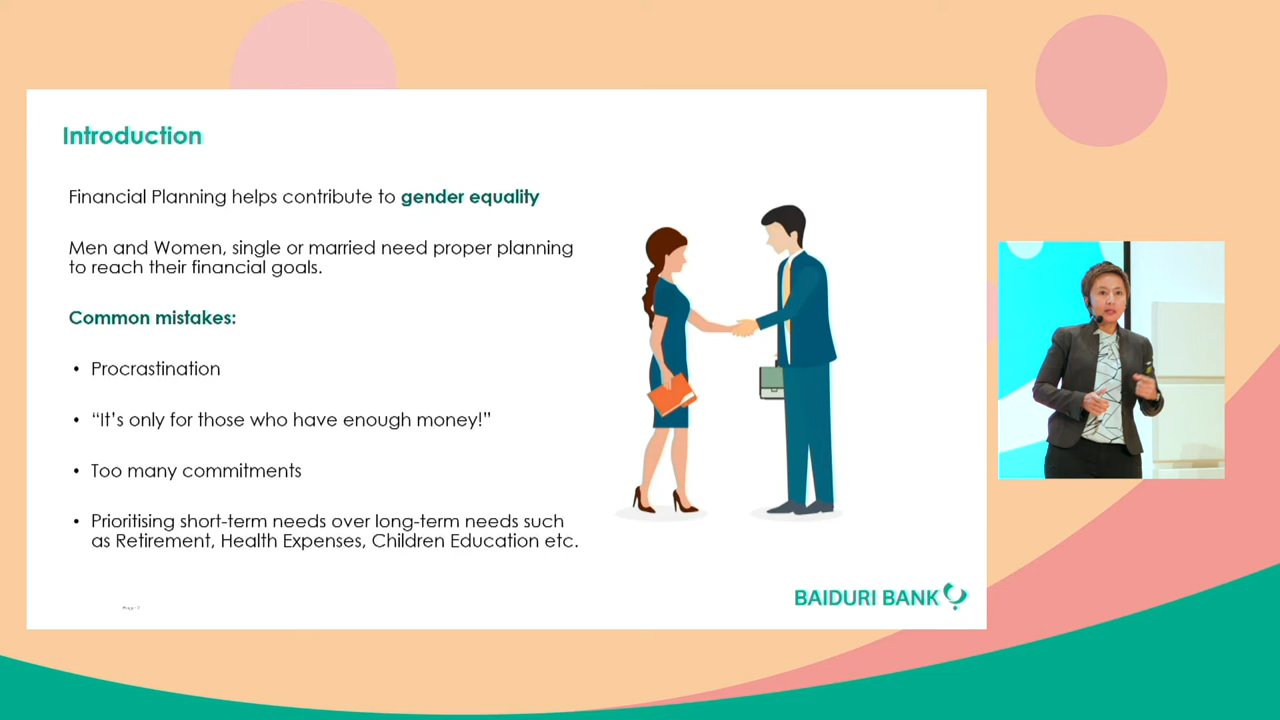 Introduction
Financial Planning helps contribute to gender equality
Men and Women, single or married need proper planning
to reach their financial goals.
Common mistakes:
• Procrastination
• “It’s only for those who have enough money!”
• Too many commitments
• Prioritising short-term needs over long-term needs such
as Retirement, Health Expenses, Children Education etc.
BAIDURI BANK